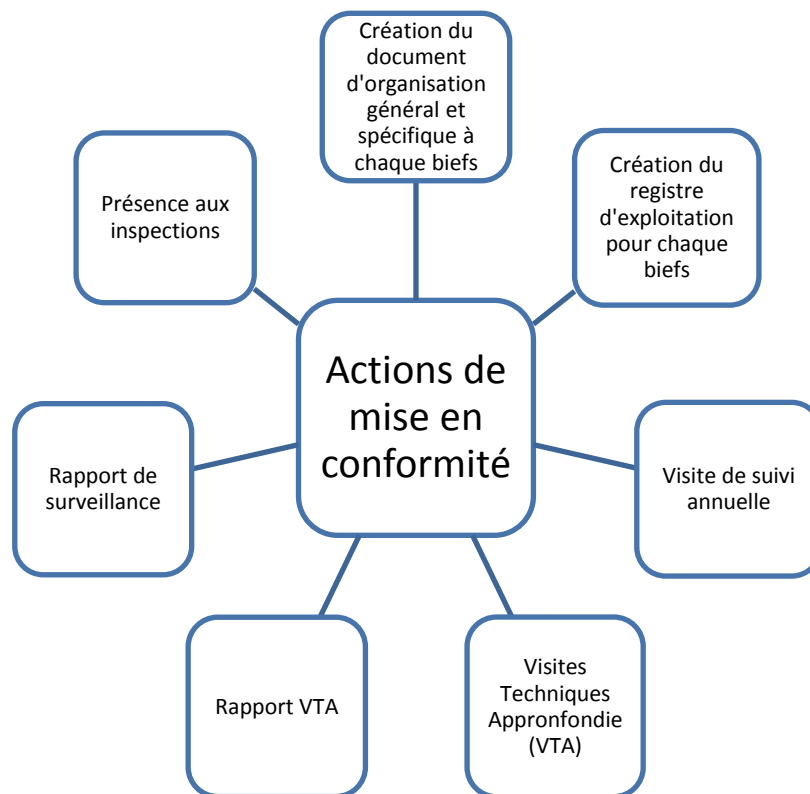 Création du
document
d'organisation
général et
spécifique à
chaque biefs
Création du
registre
d'exploitation
pour chaque
biefs
Présence aux
inspections
Actions de
mise en
conformité
Rapport de
surveillance
Visite de suivi
annuelle
Rapport VTA
Visites
Techniques
Appronfondie
(VTA)